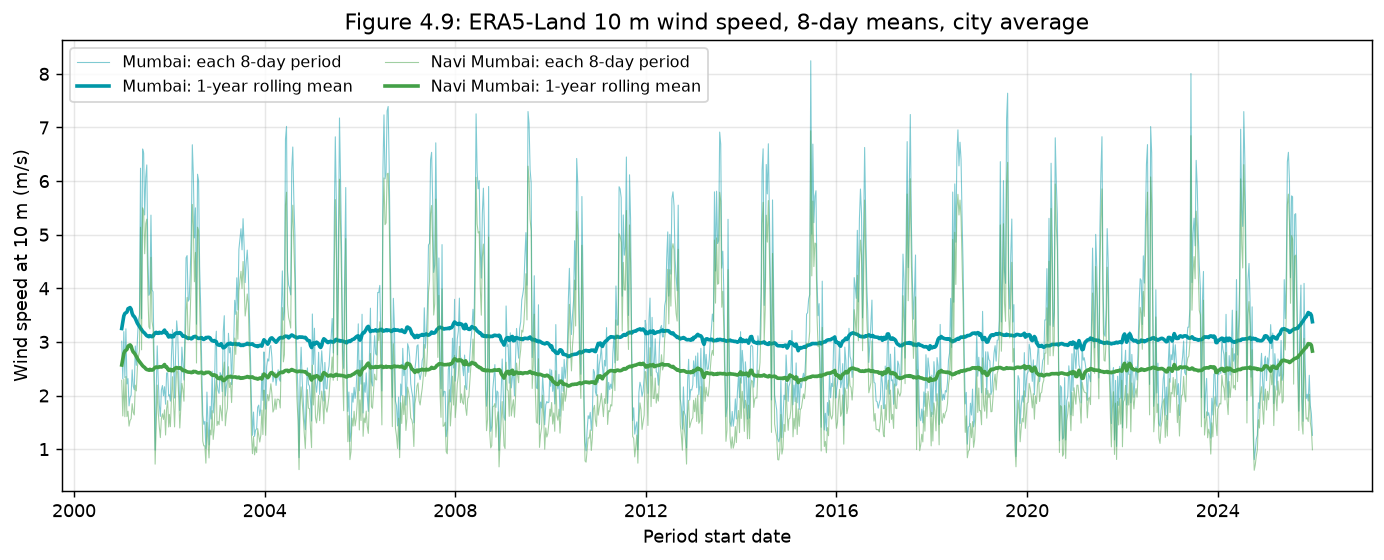 Figure 4.9: ERA5-Land 10 m wind speed, 8-day means, city average
Mumbai: each 8-day period
Mumbai: 1-year rolling mean
Navi Mumbai: each 8-day period
Navi Mumbai: 1-year rolling mean
Wind speed at 10 m (m/s)
8
7
6
5
4
3
2
1
2000
2004
2008
2012
2016
2020
2024
Period start date